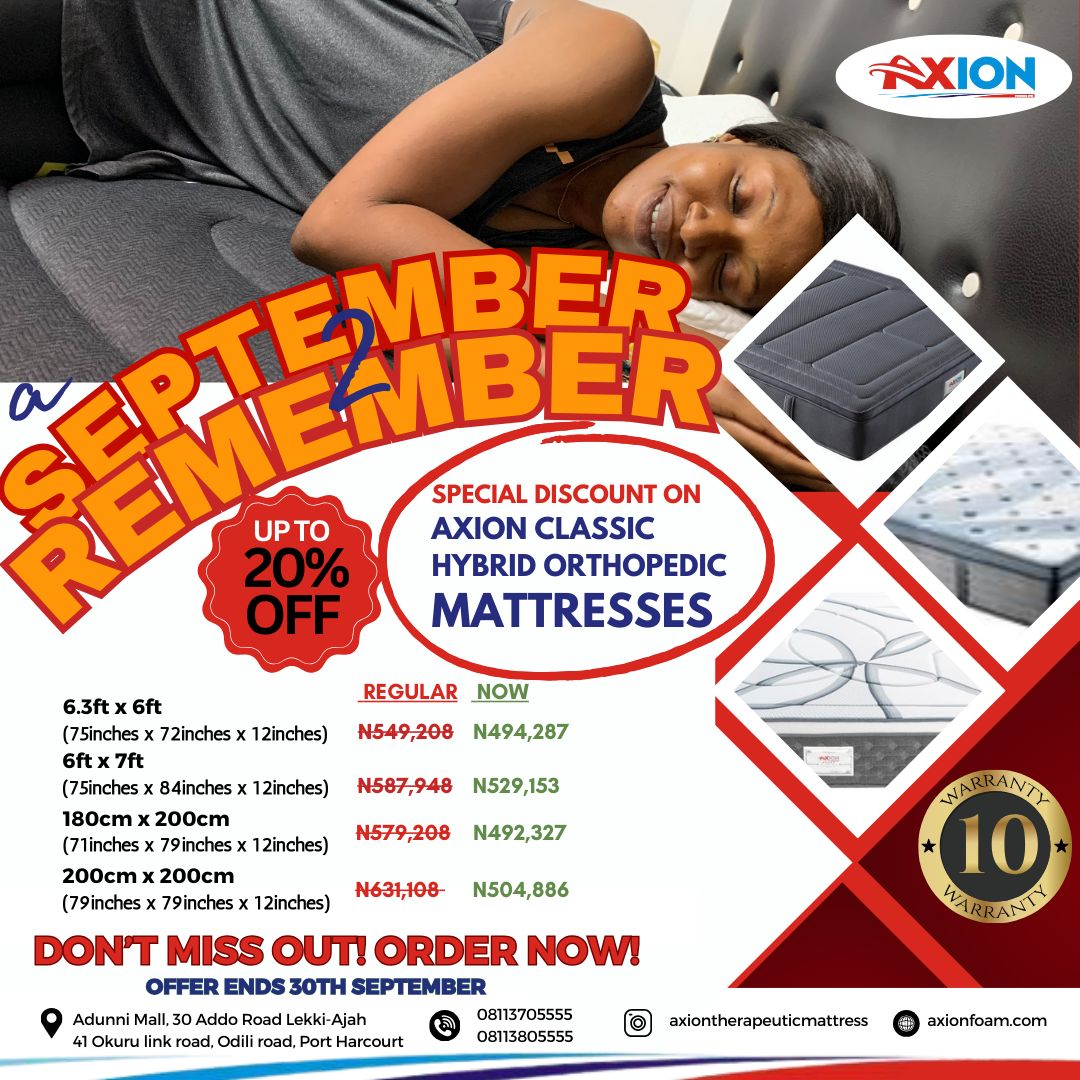 AXION
a SEPTEMBER
2
REMEMBER
UP TO
20%
OFF
SPECIAL DISCOUNT ON
AXION CLASSIC
HYBRID ORTHOPEDIC
MATTRESSES
REGULAR NOW
6.3ft x 6ft
(75inches x 72inches x 12inches) N549,208 N494,287
6ft x 7ft
(75inches x 84inches x 12inches) N587,948 N529,153
180cm x 200cm
(71inches x 79inches x 12inches) N579,208 N492,327
200cm x 200cm
(79inches x 79inches x 12inches) N631,108 N504,886
AXION
AXION
WARRANTY
10
WARRANTY
DON'T MISS OUT! ORDER NOW!
OFFER ENDS 30TH SEPTEMBER
Adunni Mall, 30 Addo Road Lekki-Ajah
41 Okuru link road, Odili road, Port Harcourt
08113705555
08113805555
axiontherapeuticmattress
axionfoam.com